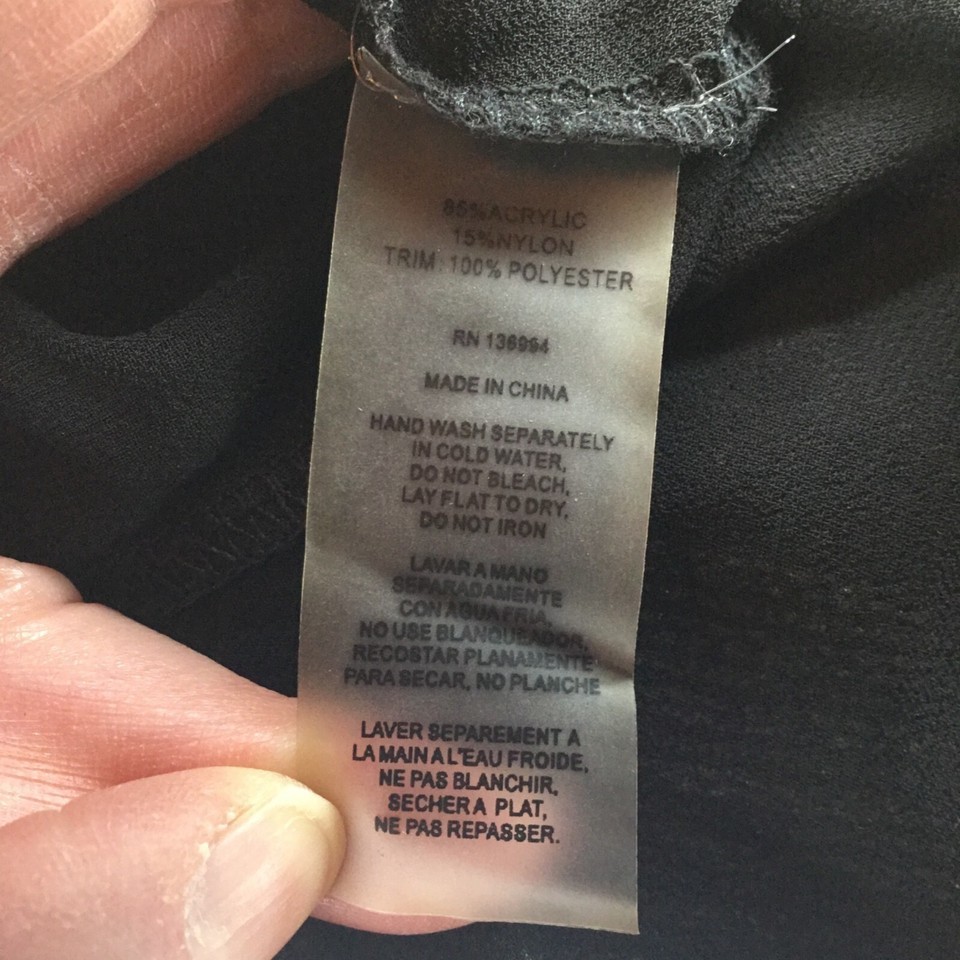 85%ACRYLIC
15%NYLON
TRIM: 100% POLYESTER
RN 136964
MADE IN CHINA
HAND WASH SEPARATELY
IN COLD WATER,
DO NOT BLEACH,
LAY FLAT TO DRY,
DO NOT IRON
LAVAR A MANO
SEPARADAMENTE
CON AGUA FRIA,
NO USE BLANQUEADOR,
RECOSTAR PLANAMENTE
PARA SECAR, NO PLANCHE
LAVER SEPAREMENT A
LA MAIN A L'EAU FROIDE,
NE PAS BLANCHIR,
SECHER A PLAT,
NE PAS REPASSER.